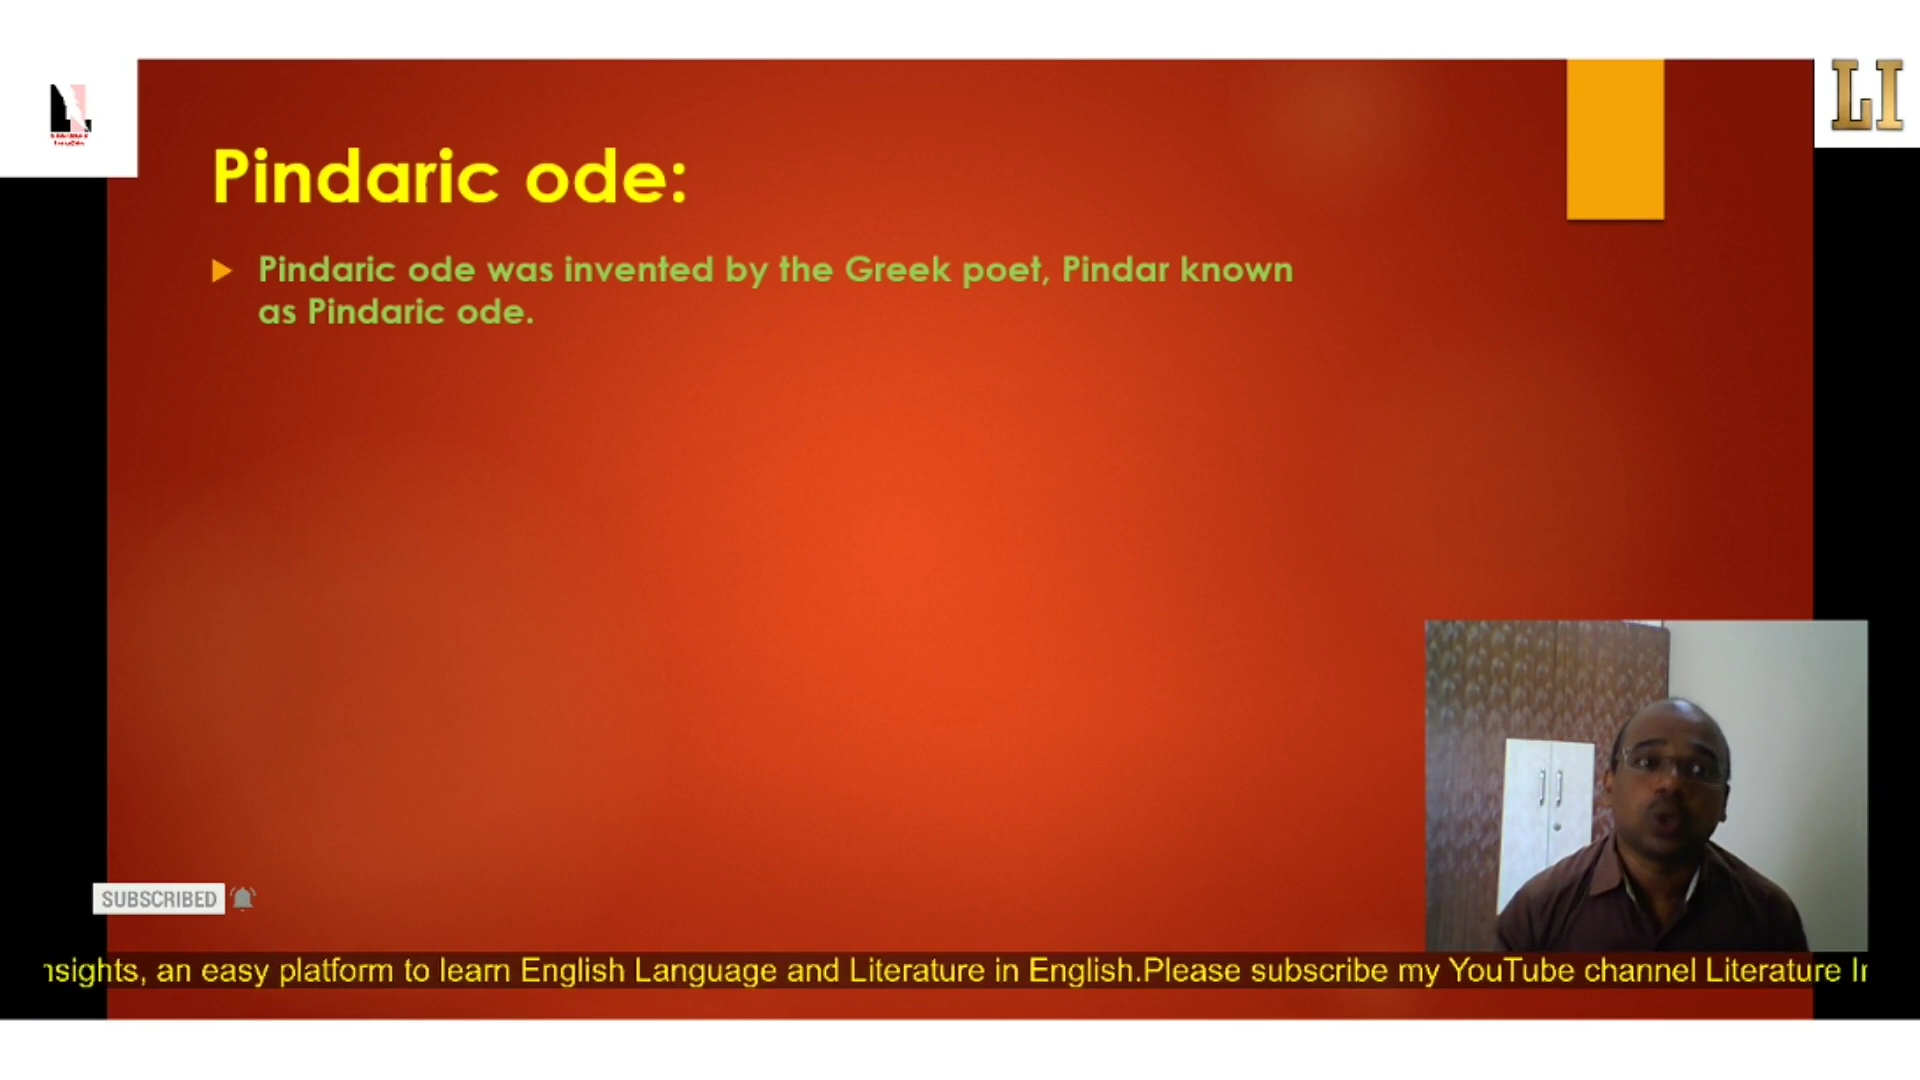 LI
Pindaric ode:
Pindaric ode was invented by the Greek poet, Pindar known
as Pindaric ode.
SUBSCRIBED
nsights, an easy platform to learn English Language and Literature in English.Please subscribe my YouTube channel Literature In